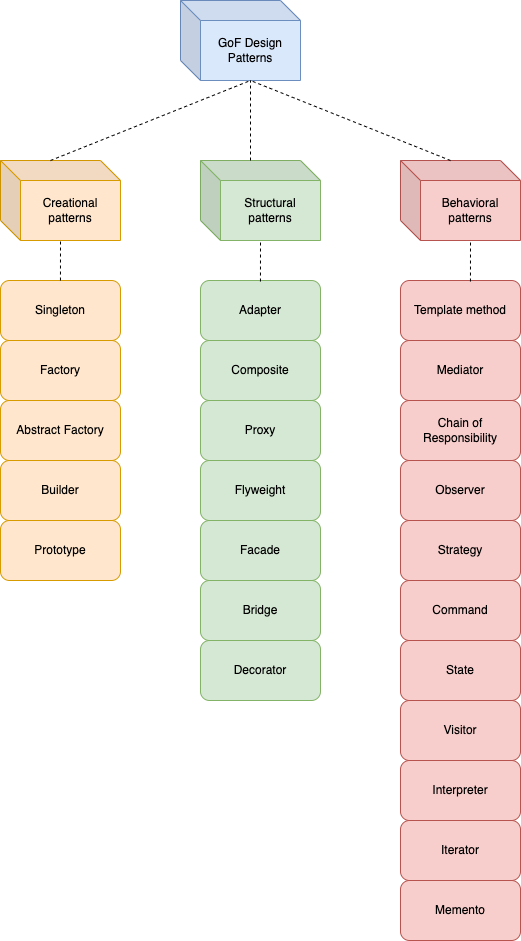 GoF Design
Patterns
Creational
patterns
Structural
patterns
Behavioral
patterns
Singleton
Factory
Abstract Factory
Builder
Prototype
Adapter
Composite
Proxy
Flyweight
Facade
Bridge
Decorator
Template method
Mediator
Chain of
Responsibility
Observer
Strategy
Command
State
Visitor
Interpreter
Iterator
Memento